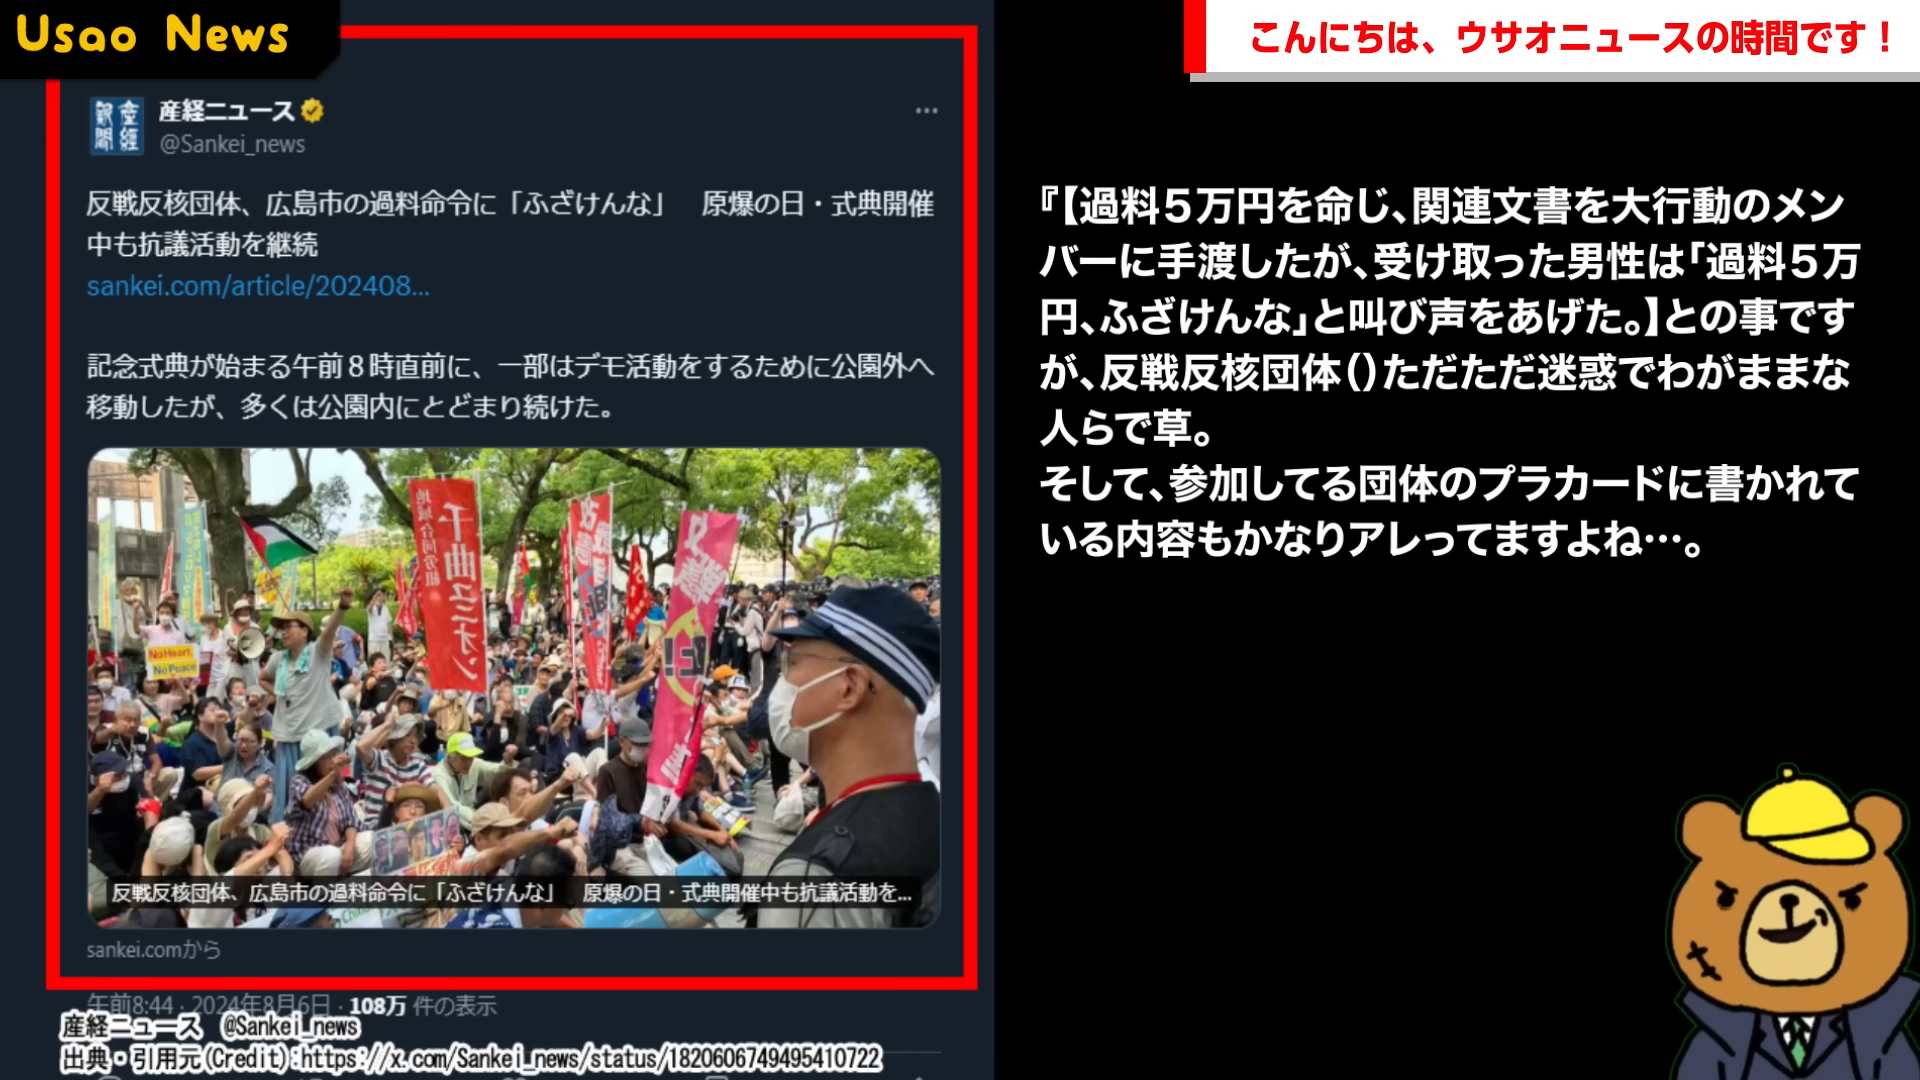 Usao News
こんにちは、ウサオニュースの時間です！
産経ニュース
@Sankei_news
反戦反核団体、広島市の過料命令に「ふざけんな」　原爆の日・式典開催
中も抗議活動を継続
sankei.com/article/202408...
記念式典が始まる午前８時直前に、一部はデモ活動をするために公園外へ
移動したが、多くは公園内にとどまり続けた。
地域合同労組
千曲ユニオン
No Heart,
No Peace
反戦反核団体、広島市の過料命令に「ふざけんな」　原爆の日・式典開催中も抗議活動を...
sankei.comから
午前8:44 · 2024年8月6日 · 108万 件の表示
産経ニュース　@Sankei_news
出典・引用元(Credit):https://x.com/Sankei_news/status/1820606749495410722
『【過料５万円を命じ、関連文書を大行動のメン
バーに手渡したが、受け取った男性は「過料５万
円、ふざけんな」と叫び声をあげた。】との事です
が、反戦反核団体（）ただただ迷惑でわがままな
人らで草。
そして、参加してる団体のプラカードに書かれて
いる内容もかなりアレってますよね…。